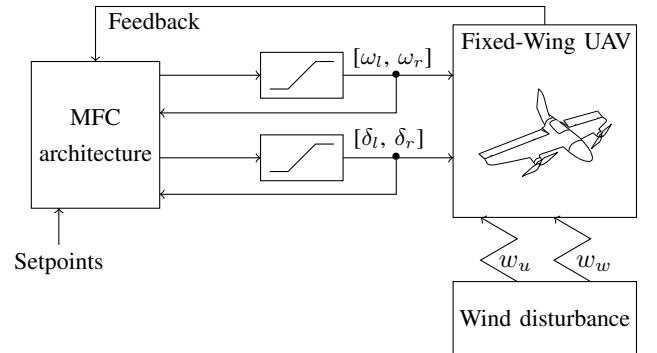 Feedback
Fixed-Wing UAV
[ω_l, ω_r]
MFC
architecture
[δ_l, δ_r]
Setpoints
w_u
w_w
Wind disturbance